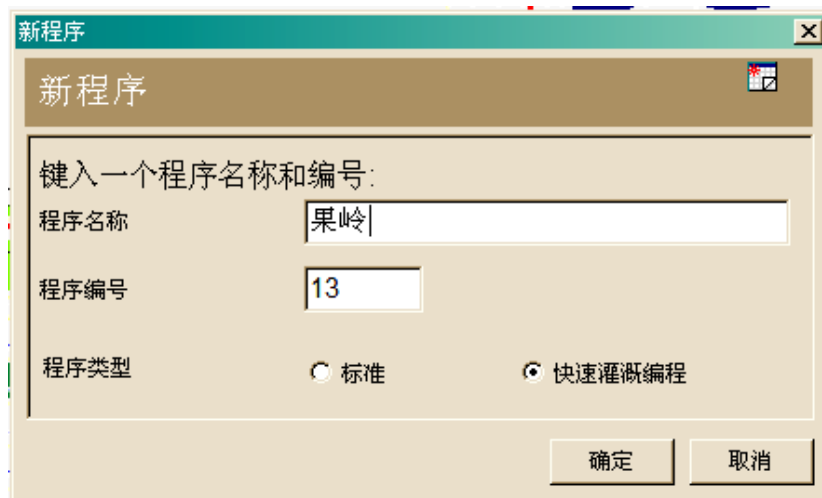 新程序
新程序
键入一个程序名称和编号:
程序名称 果岭
程序编号 13
程序类型 标准 快速灌溉编程
确定 取消